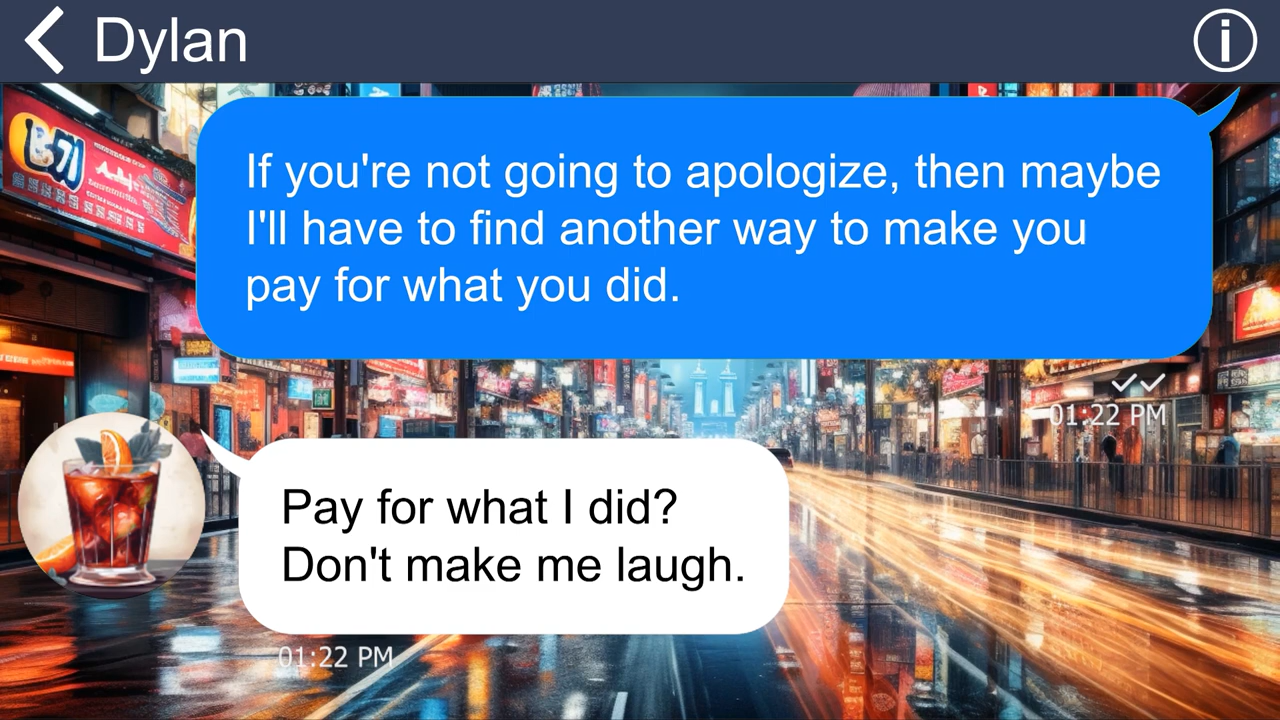 Dylan
If you're not going to apologize, then maybe
I'll have to find another way to make you
pay for what you did.
01:22 PM
Pay for what I did?
Don't make me laugh.
01:22 PM